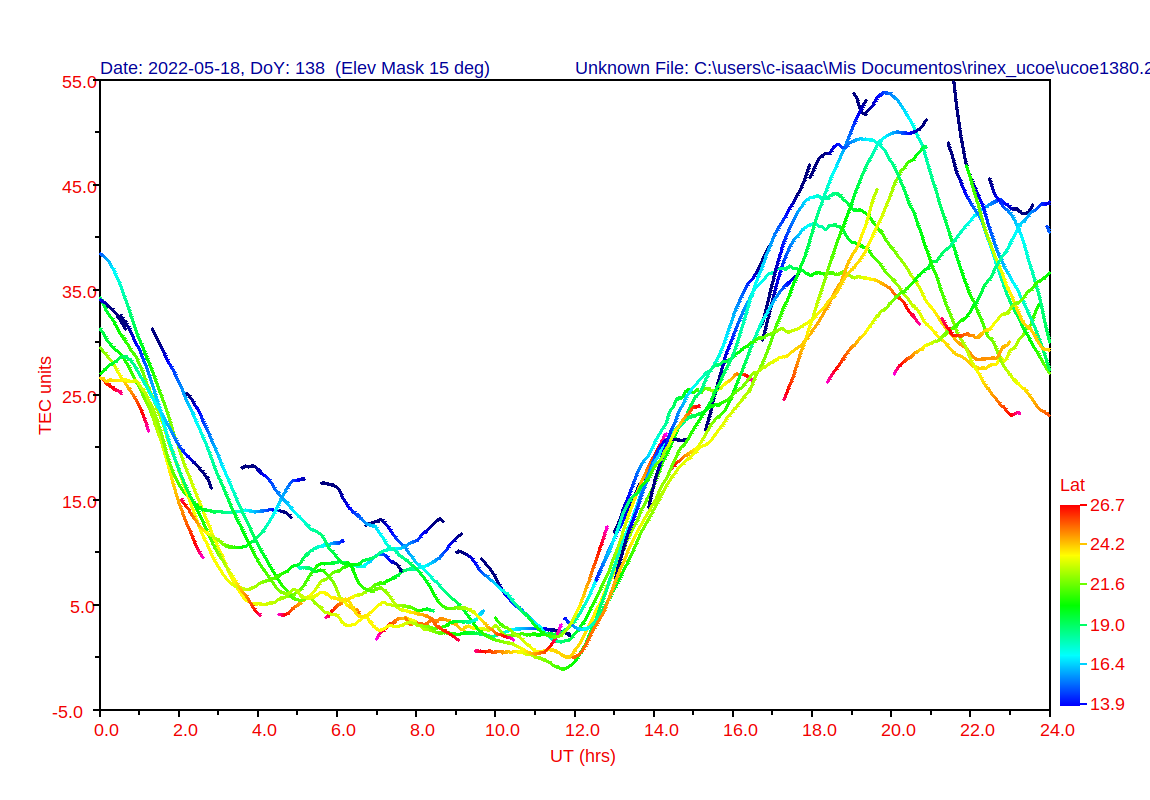 Date: 2022-05-18, DoY: 138  (Elev Mask 15 deg)
Unknown File: C:\users\c-isaac\Mis Documentos\rinex_ucoe\ucoe1380.2
55.0
45.0
35.0
25.0
15.0
5.0
-5.0
TEC units
0.0 2.0 4.0 6.0 8.0 10.0 12.0 14.0 16.0 18.0 20.0 22.0 24.0
UT (hrs)
Lat
26.7
24.2
21.6
19.0
16.4
13.9